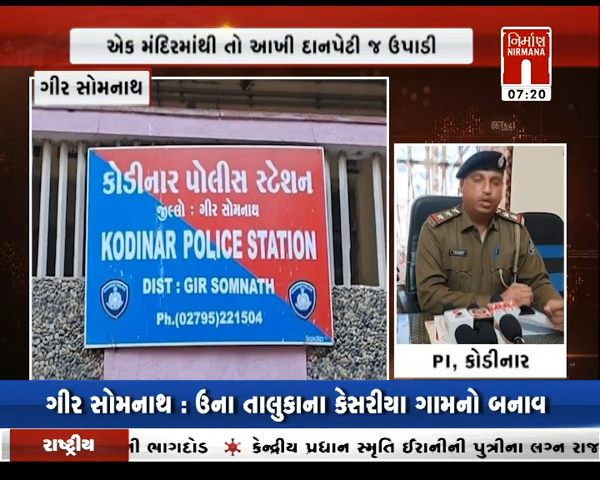 એક મંદિરમાંથી તો આખી દાનપેટી જ ઉપાડી
નિર્માણ
NIRMANA
07:20
ગીર સોમનાથ
કોડીનાર પોલીસ સ્ટેશન
જીલ્લો : ગીર સોમનાથ
KODINAR POLICE STATION
DIST : GIR SOMNATH
Ph.(02795)221504
PI, કોડીનાર
ગીર સોમનાથ : ઉના તાલુકાના કેસરીયા ગામનો બનાવ
રાષ્ટ્રીય
ભાગદોડ કેન્દ્રીય પ્રધાન સ્મૃતિ ઈરાનીની પુત્રીના લગ્ન રાજ